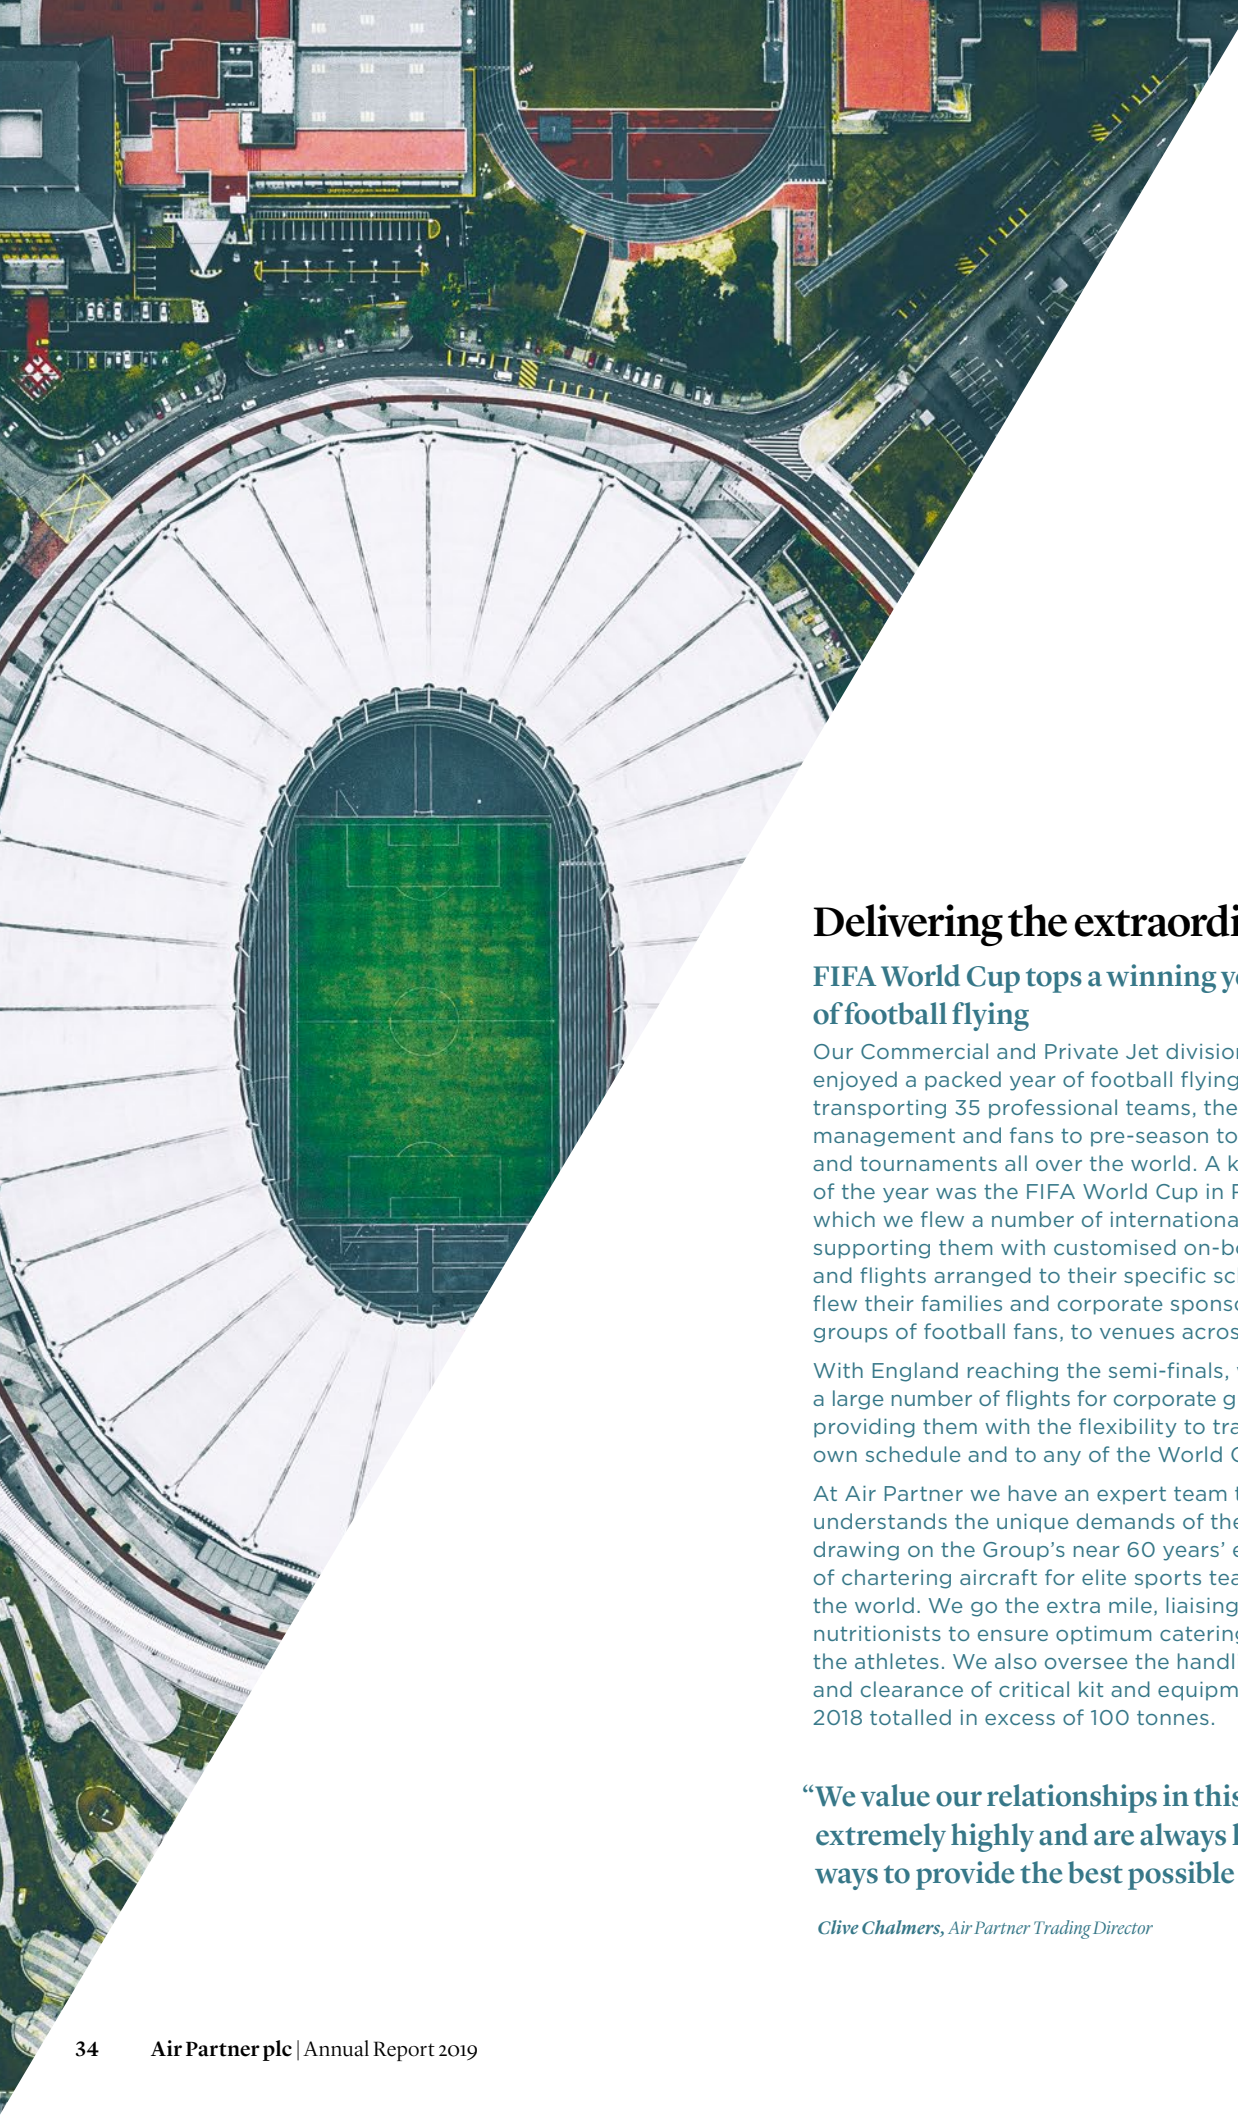 Delivering the extraordi
FIFA World Cup tops a winning y
of football flying
Our Commercial and Private Jet division
enjoyed a packed year of football flying
transporting 35 professional teams, the
management and fans to pre-season to
and tournaments all over the world. A k
of the year was the FIFA World Cup in
which we flew a number of internationa
supporting them with customised on-bo
and flights arranged to their specific sc
flew their families and corporate sponso
groups of football fans, to venues acros
With England reaching the semi-finals,
a large number of flights for corporate g
providing them with the flexibility to tra
own schedule and to any of the World C
At Air Partner we have an expert team t
understands the unique demands of the
drawing on the Group's near 60 years' e
of chartering aircraft for elite sports tea
the world. We go the extra mile, liaising
nutritionists to ensure optimum catering
the athletes. We also oversee the handl
and clearance of critical kit and equipm
2018 totalled in excess of 100 tonnes.
“We value our relationships in this
extremely highly and are always
ways to provide the best possible
Clive Chalmers, Air Partner Trading Director
34 Air Partner plc | Annual Report 2019